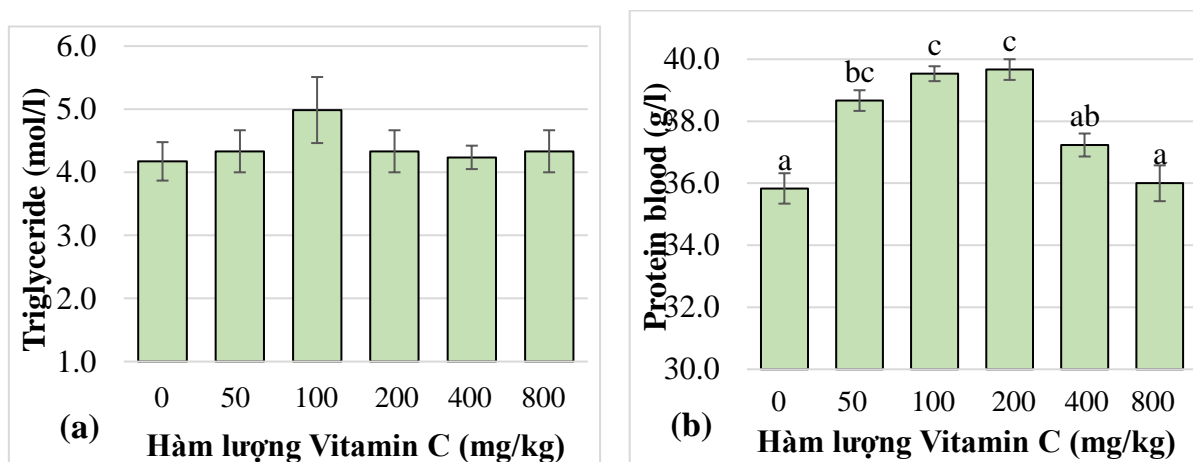 6.0
5.0
4.0
3.0
2.0
1.0
Triglyceride (mol/l)
0 50 100 200 400 800
(a)
Hàm lượng Vitamin C (mg/kg)
40.0
38.0
36.0
34.0
32.0
30.0
Protein blood (g/l)
a bc c c ab a
0 50 100 200 400 800
(b)
Hàm lượng Vitamin C (mg/kg)